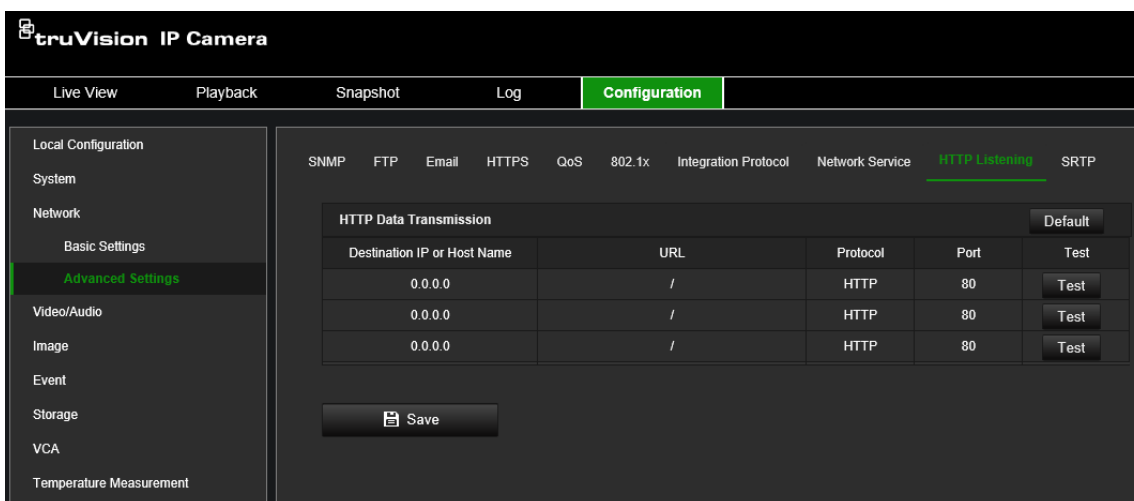 truVision IP Camera
Live View Playback Snapshot Log Configuration
Local Configuration
System
Network
Basic Settings
Advanced Settings
Video/Audio
Image
Event
Storage
VCA
Temperature Measurement
SNMP FTP Email HTTPS QoS 802.1x Integration Protocol Network Service HTTP Listening SRTP
HTTP Data Transmission Default
Destination IP or Host Name URL Protocol Port Test
0.0.0.0 / HTTP 80 Test
0.0.0.0 / HTTP 80 Test
0.0.0.0 / HTTP 80 Test
Save